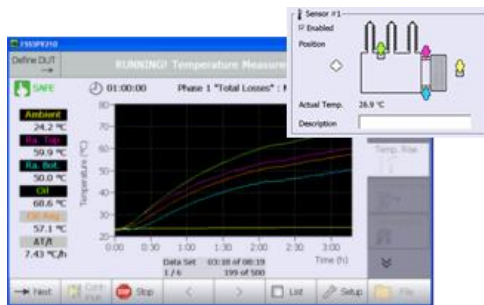 Sensor #1
Enabled
Position
Actual Temp. 26.9 °C
Description
Define DUT
RUNNING! Temperature Measure
SAFE
01:00:00
Phase 1 "Total Losses" :
Ambient
24.2 °C
Ra. Top
59.9 °C
Ra. Bot.
50.0 °C
Oil
68.6 °C
57.1 °C
7.43 °C/h
Temperature (°C)
80
70
60
50
40
30
20
0:00 0:30 1:00 1:30 2:00 2:30 3:00
Time (h)
Data Set 03:18 of 08:19
1 / 6 199 of 500
Temp. Rise
Next
Stop
<
>
List
Setup
File